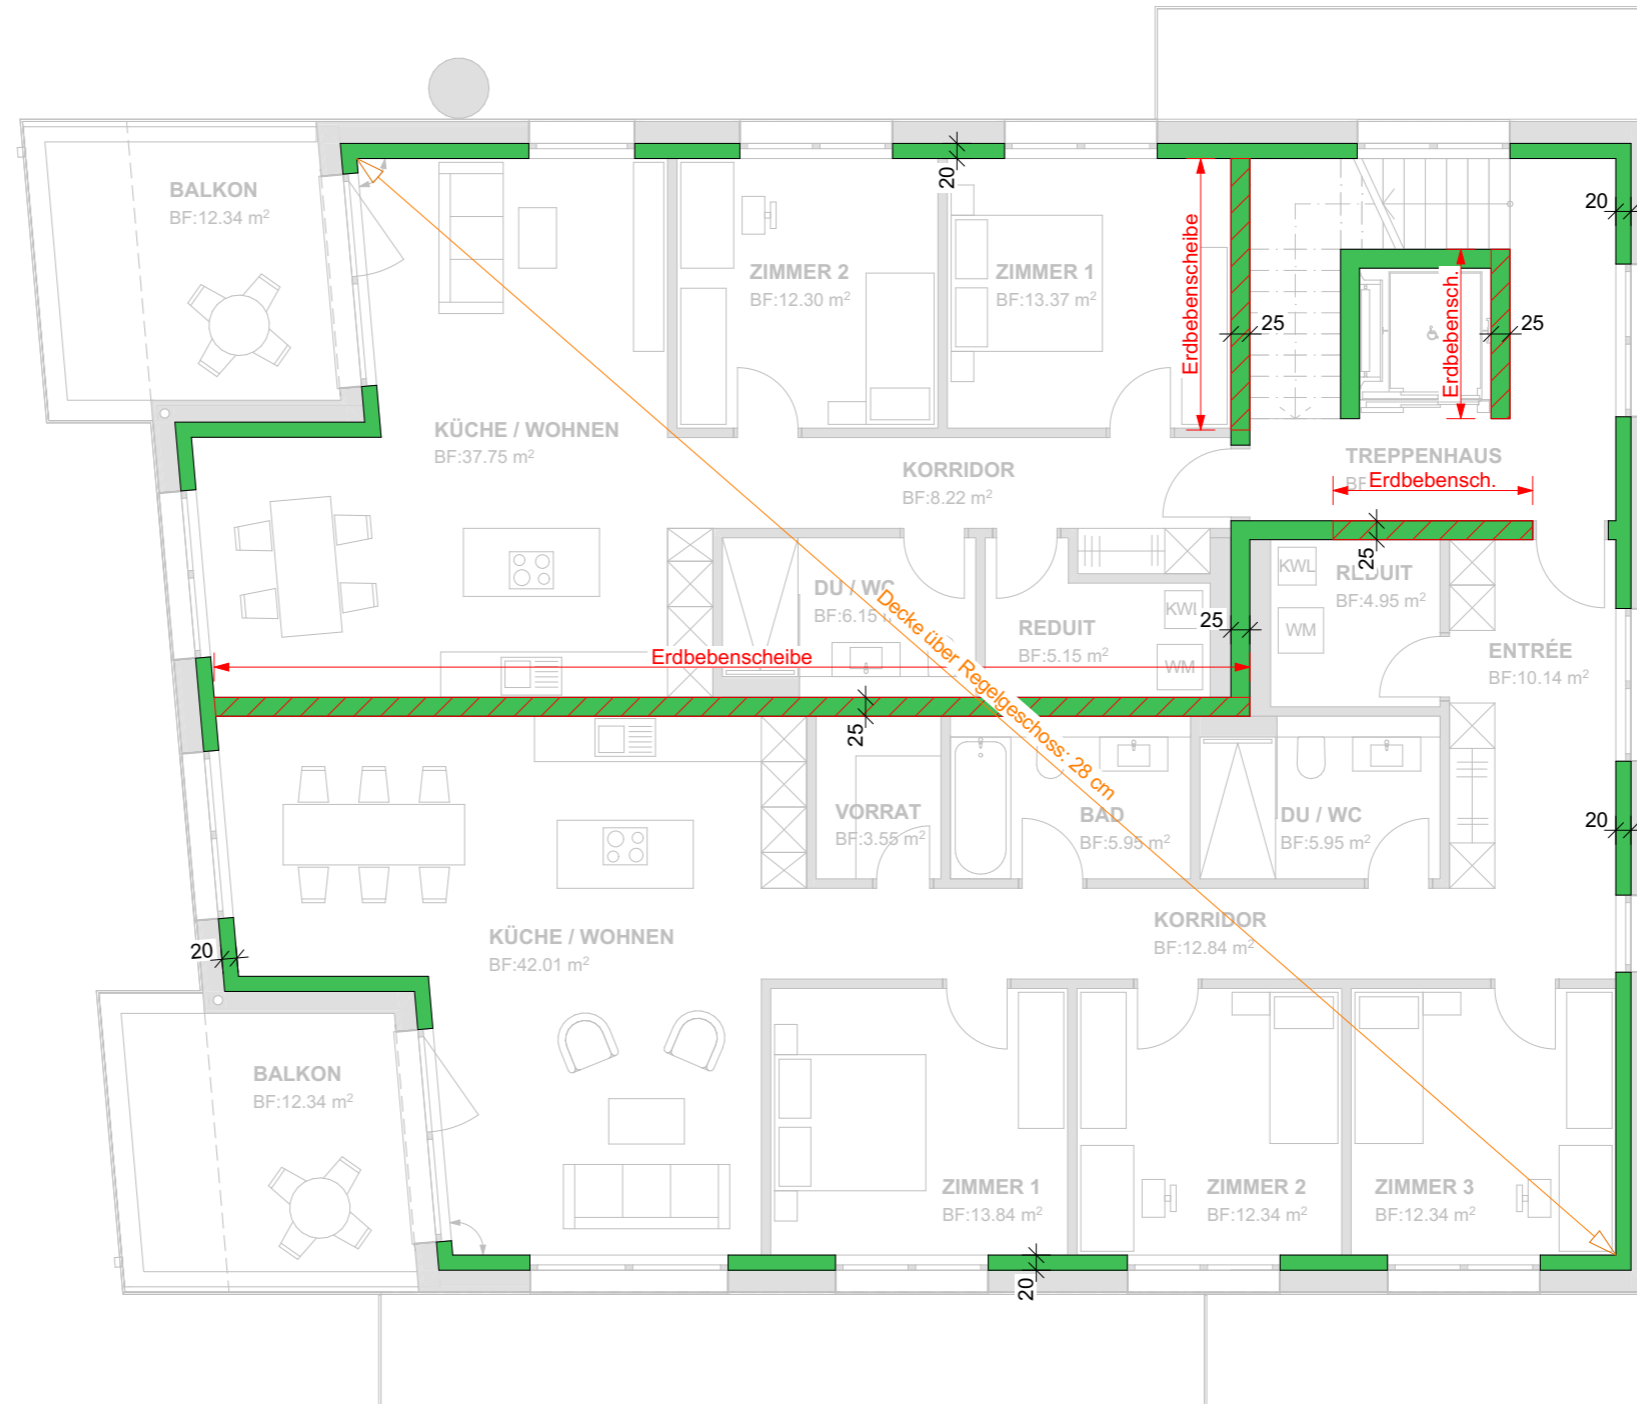 BALKON
BF:12.34 m²
20
20
ZIMMER 2
BF:12.30 m²
ZIMMER 1
BF:13.37 m²
Erdbebenscheibe
25
Erdbebensch.
25
KÜCHE / WOHNEN
BF:37.75 m²
KORRIDOR
BF:8.22 m²
TREPPENHAUS
BF
Erdbebensch.
25
DU / WC
BF:6.15
KWL
WM
REDUIT
BF:5.15 m²
25
KWL
WM
REDUIT
BF:4.95 m²
ENTRÉE
BF:10.14 m²
Erdbebenscheibe
25
Decke über Regelgeschoss: 28 cm
VORRAT
BF:3.55 m²
BAD
BF:5.95 m²
DU / WC
BF:5.95 m²
20
KÜCHE / WOHNEN
BF:42.01 m²
20
KORRIDOR
BF:12.84 m²
BALKON
BF:12.34 m²
ZIMMER 1
BF:13.84 m²
ZIMMER 2
BF:12.34 m²
ZIMMER 3
BF:12.34 m²
20